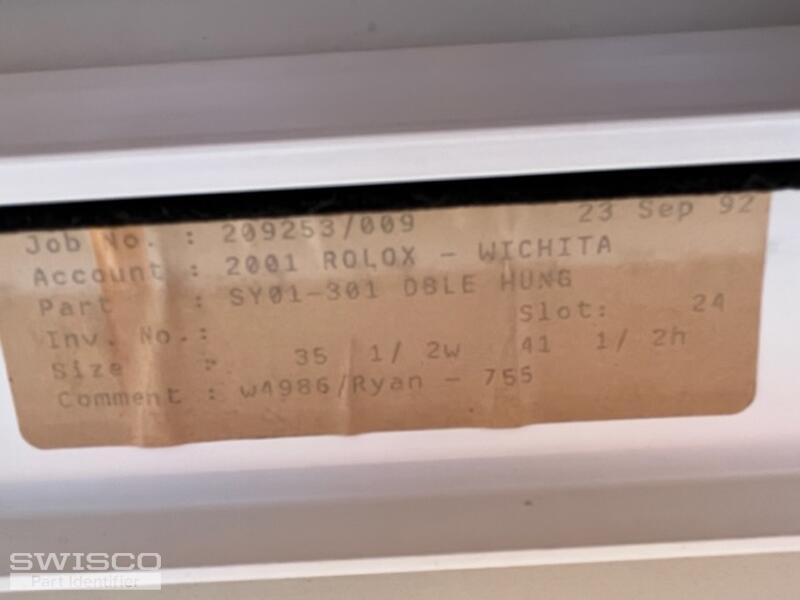 Job No. : 209253/009 23 Sep 92
Account : 2001 ROLOX - WICHITA
Part : SY01-301 DBLE HUNG
Inv. No.: Slot: 24
Size : 35 1/ 2w 41 1/ 2h
Comment : W4986/Ryan - 755
SWISCO
Part Identifier